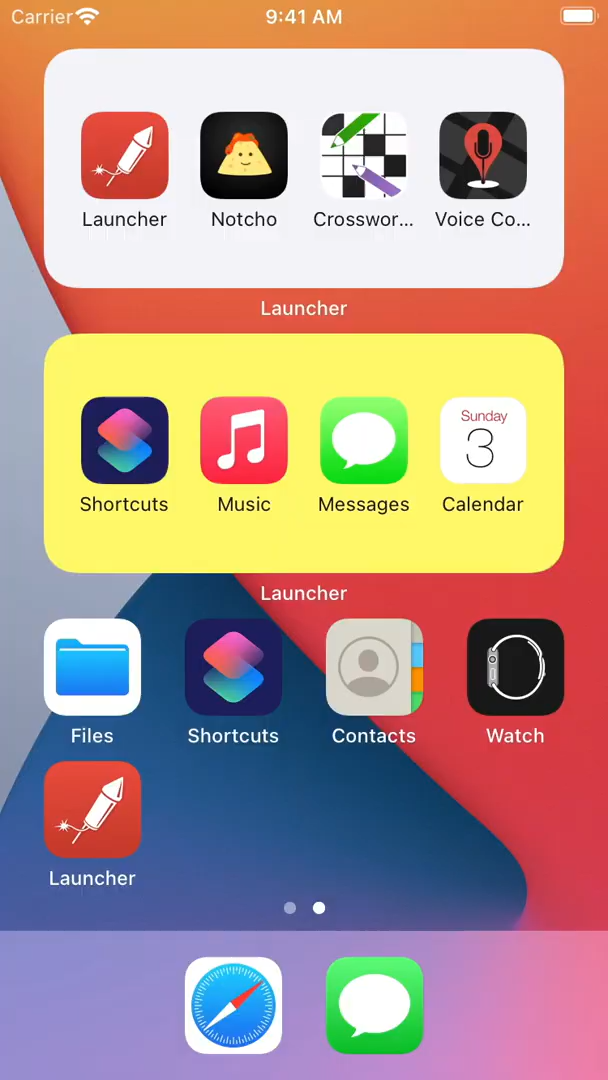 Carrier 9:41 AM
Launcher Notcho Crosswor... Voice Co...
Launcher
Sunday
3
Shortcuts Music Messages Calendar
Launcher
Files Shortcuts Contacts Watch
Launcher